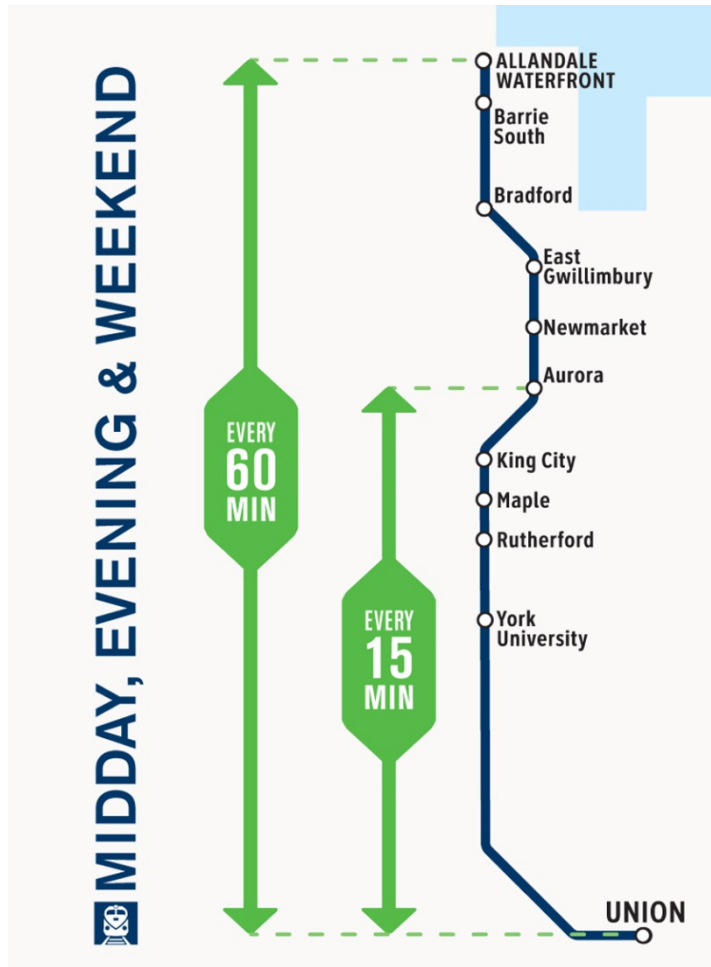 MIDDAY, EVENING & WEEKEND
EVERY
60
MIN
EVERY
15
MIN
ALLANDALE
WATERFRONT
Barrie
South
Bradford
East
Gwillimbury
Newmarket
Aurora
King City
Maple
Rutherford
York
University
UNION